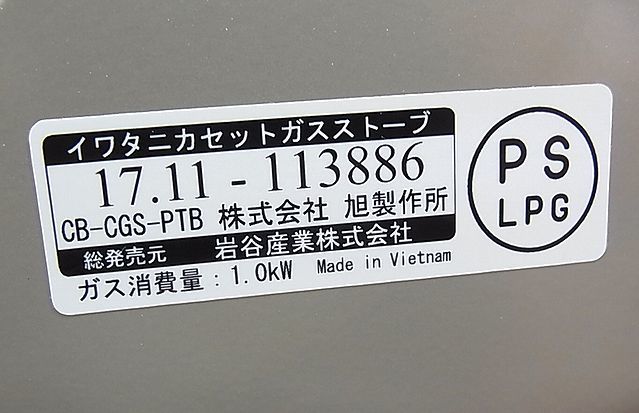 イワタニカセットガスストーブ
17.11 - 113886
CB-CGS-PTB 株式会社 旭製作所
総発売元 岩谷産業株式会社
ガス消費量：1.0kW Made in Vietnam
PS
LPG